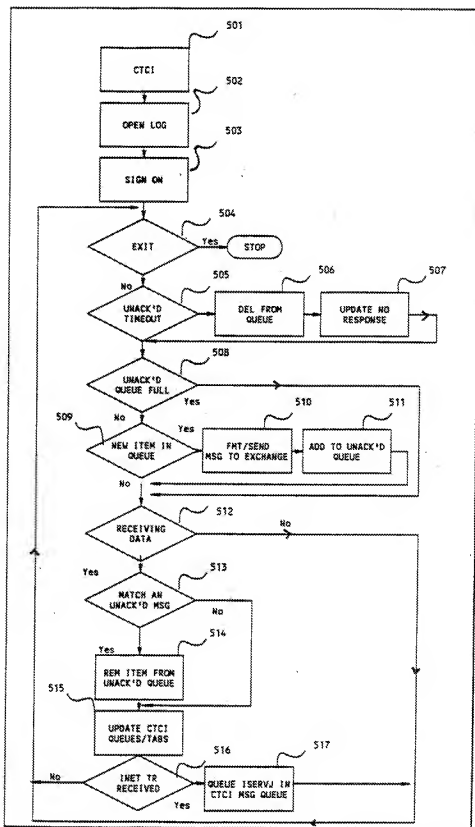 501
CTCI
502
OPEN LOG
503
SIGN ON
504
EXIT
Yes
STOP
No
505
506
507
UNACK'D
TIMEOUT
DEL FROM
QUEUE
UPDATE NO
RESPONSE
508
UNACK'D
QUEUE FULL
Yes
No
509
510
511
Yes
NEW ITEM IN
QUEUE
FMT/SEND
MSG TO EXCHANGE
ADD TO UNACK'D
QUEUE
No
512
RECEIVING
DATA
No
Yes
513
MATCH AN
UNACK'D MSG
No
514
Yes
REM ITEM FROM
UNACK'D QUEUE
515
UPDATE CTCI
QUEUES/TABS
516
517
No
INET TR
RECEIVED
Yes
QUEUE ISERVJ IN
CTCI MSG QUEUE